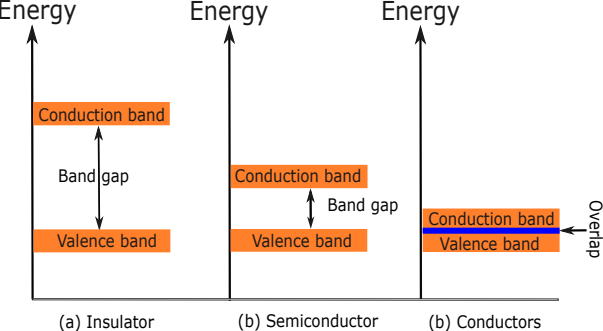 Energy
Conduction band
Band gap
Valence band
(a) Insulator
Energy
Conduction band
Band gap
Valence band
(b) Semiconductor
Energy
Conduction band
Valence band
Overlap
(b) Conductors